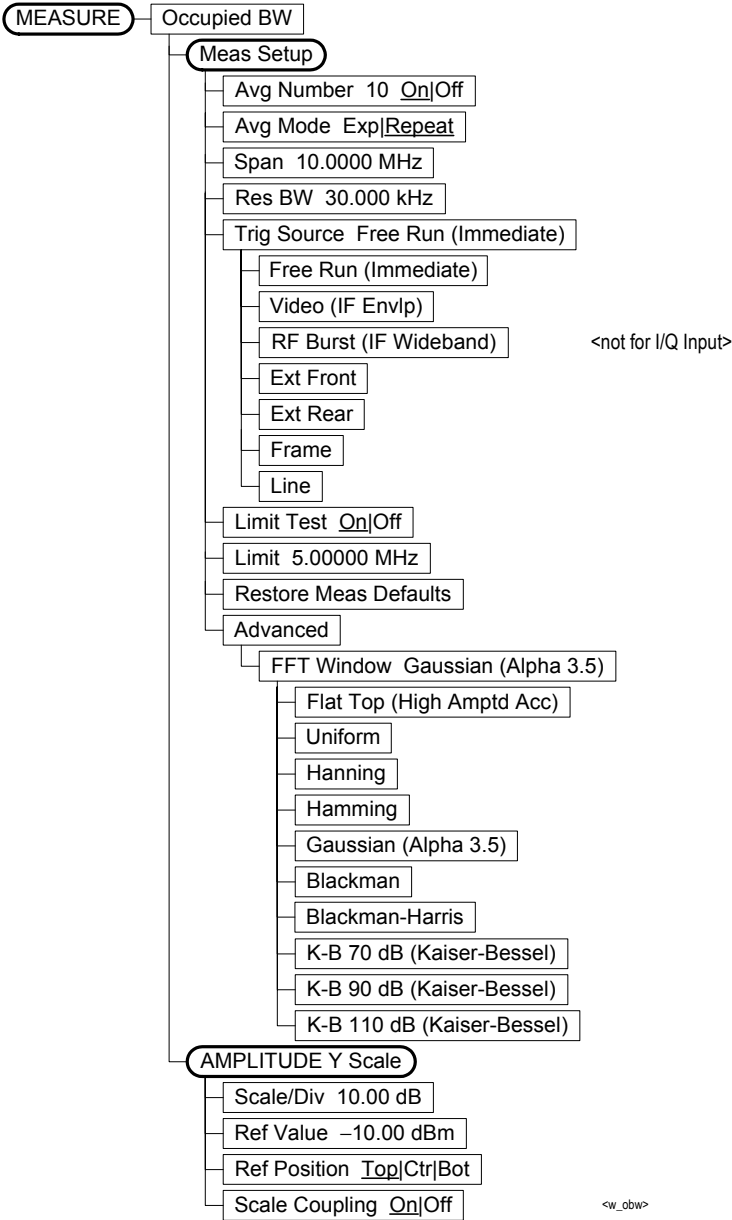 MEASURE Occupied BW
Meas Setup
Avg Number 10 On|Off
Avg Mode Exp|Repeat
Span 10.0000 MHz
Res BW 30.000 kHz
Trig Source Free Run (Immediate)
Free Run (Immediate)
Video (IF Envlp)
RF Burst (IF Wideband) <not for I/Q Input>
Ext Front
Ext Rear
Frame
Line
Limit Test On|Off
Limit 5.00000 MHz
Restore Meas Defaults
Advanced
FFT Window Gaussian (Alpha 3.5)
Flat Top (High Amptd Acc)
Uniform
Hanning
Hamming
Gaussian (Alpha 3.5)
Blackman
Blackman-Harris
K-B 70 dB (Kaiser-Bessel)
K-B 90 dB (Kaiser-Bessel)
K-B 110 dB (Kaiser-Bessel)
AMPLITUDE Y Scale
Scale/Div 10.00 dB
Ref Value −10.00 dBm
Ref Position Top|Ctr|Bot
Scale Coupling On|Off <w_obw>